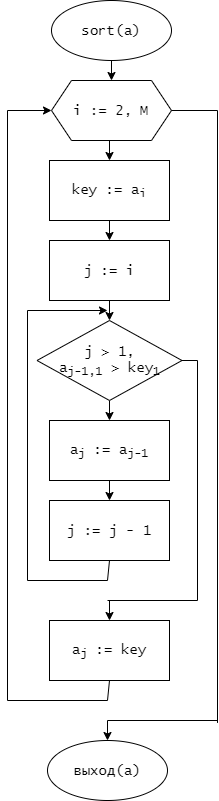 sort(a)
i := 2, M
key := aᵢ
j := i
j > 1,
aⱼ₋₁,₁ > key₁
aⱼ := aⱼ₋₁
j := j - 1
aⱼ := key
выход(a)